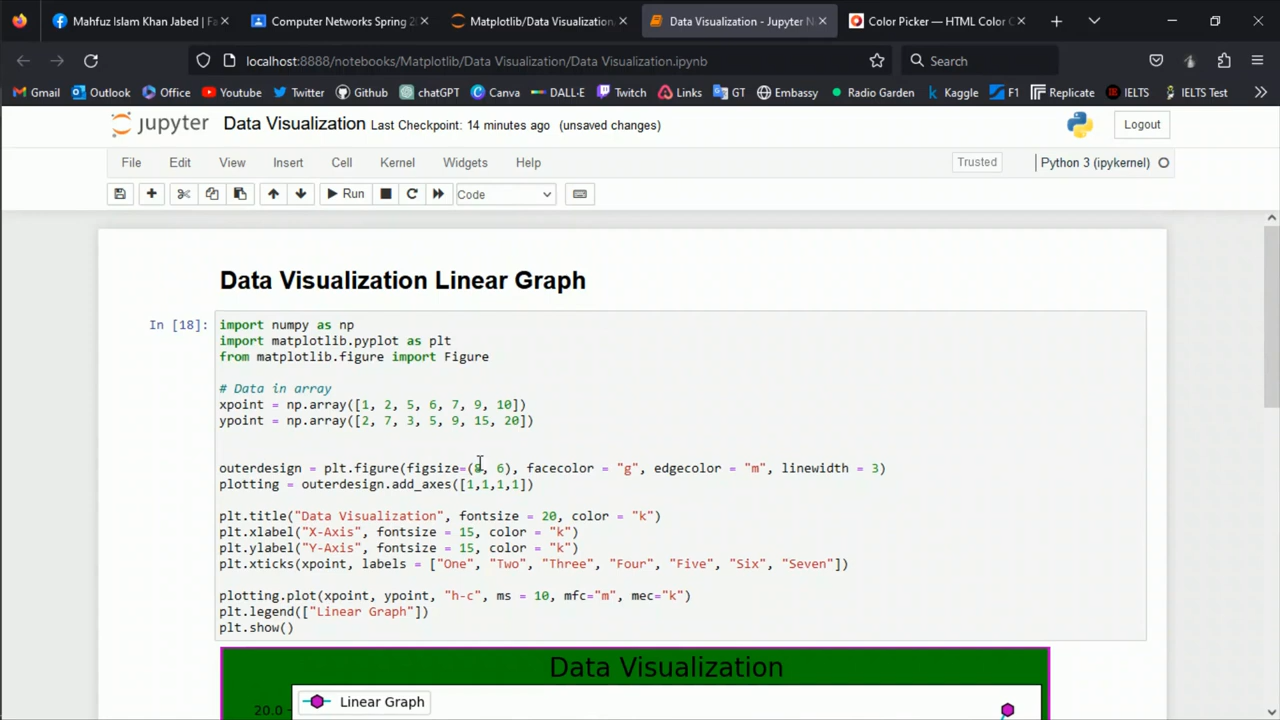 Mahfuz Islam Khan Jabed | Fa
Computer Networks Spring 2
Matplotlib/Data Visualization
Data Visualization - Jupyter N
Color Picker — HTML Color C
localhost:8888/notebooks/Matplotlib/Data Visualization/Data Visualization.ipynb
Search
Gmail Outlook Office Youtube Twitter Github chatGPT Canva DALL-E Twitch Links GT Embassy Radio Garden Kaggle F1 Replicate IELTS IELTS Test
jupyter Data Visualization Last Checkpoint: 14 minutes ago (unsaved changes) Logout
File Edit View Insert Cell Kernel Widgets Help Trusted Python 3 (ipykernel)
Run Code
Data Visualization Linear Graph
In [18]: import numpy as np
import matplotlib.pyplot as plt
from matplotlib.figure import Figure
# Data in array
xpoint = np.array([1, 2, 5, 6, 7, 9, 10])
ypoint = np.array([2, 7, 3, 5, 9, 15, 20])
outerdesign = plt.figure(figsize=(8, 6), facecolor = "g", edgecolor = "m", linewidth = 3)
plotting = outerdesign.add_axes([1,1,1,1])
plt.title("Data Visualization", fontsize = 20, color = "k")
plt.xlabel("X-Axis", fontsize = 15, color = "k")
plt.ylabel("Y-Axis", fontsize = 15, color = "k")
plt.xticks(xpoint, labels = ["One", "Two", "Three", "Four", "Five", "Six", "Seven"])
plotting.plot(xpoint, ypoint, "h-c", ms = 10, mfc="m", mec="k")
plt.legend(["Linear Graph"])
plt.show()
Data Visualization
Linear Graph
20.0